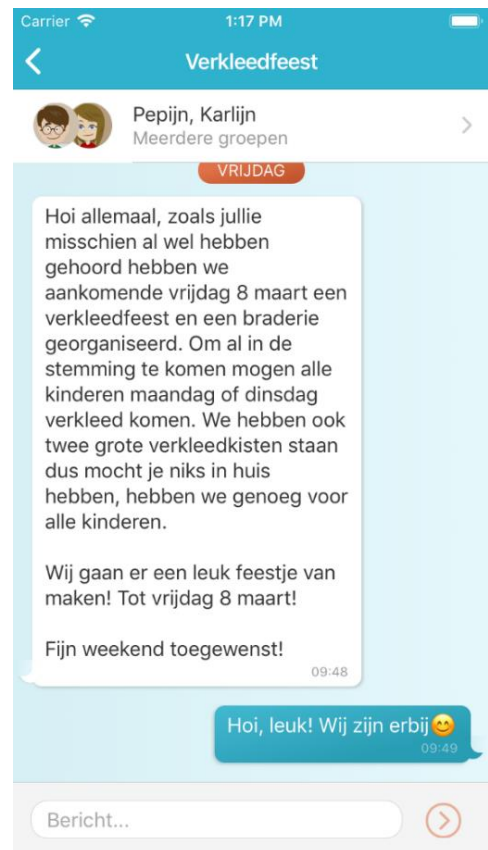 Carrier 1:17 PM
Verkleedfeest
Pepijn, Karlijn
Meerdere groepen
VRIJDAG
Hoi allemaal, zoals jullie
misschien al wel hebben
gehoord hebben we
aankomende vrijdag 8 maart een
verkleedfeest en een braderie
georganiseerd. Om al in de
stemming te komen mogen alle
kinderen maandag of dinsdag
verkleed komen. We hebben ook
twee grote verkleedkisten staan
dus mocht je niks in huis
hebben, hebben we genoeg voor
alle kinderen.
Wij gaan er een leuk feestje van
maken! Tot vrijdag 8 maart!
Fijn weekend toegewenst!
09:48
Hoi, leuk! Wij zijn erbij😊
09:49
Bericht...